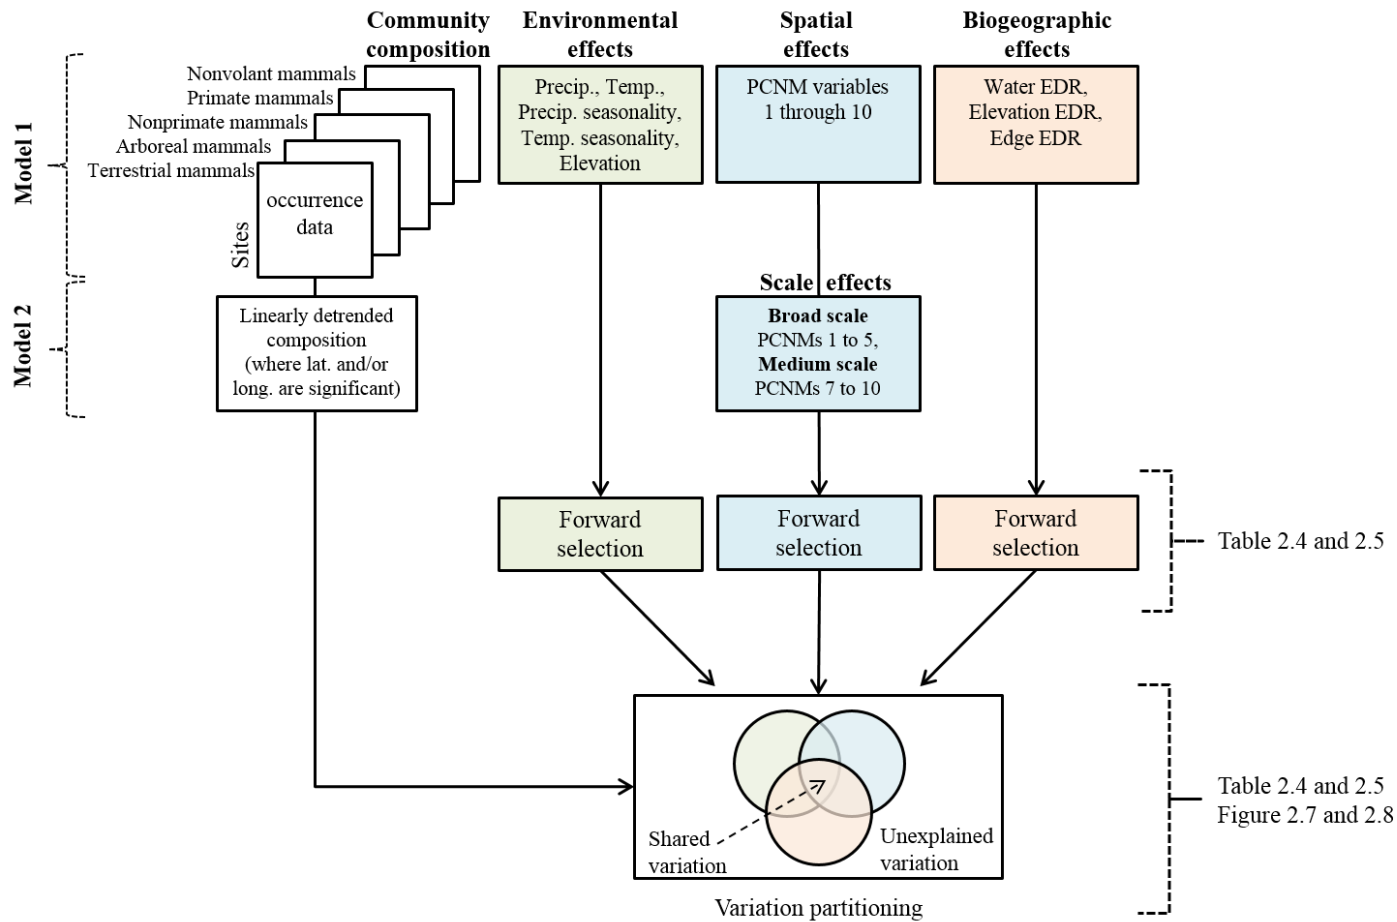 Community
composition
Environmental
effects
Spatial
effects
Biogeographic
effects
Model 1
Nonvolant mammals
Primate mammals
Nonprimate mammals
Arboreal mammals
Terrestrial mammals
occurrence
data
Sites
Precip., Temp.,
Precip. seasonality,
Temp. seasonality,
Elevation
PCNM variables
1 through 10
Water EDR,
Elevation EDR,
Edge EDR
Model 2
Linearly detrended
composition
(where lat. and/or
long. are significant)
Scale effects
Broad scale
PCNMs 1 to 5,
Medium scale
PCNMs 7 to 10
Forward
selection
Forward
selection
Forward
selection
Table 2.4 and 2.5
Shared
variation
Unexplained
variation
Table 2.4 and 2.5
Figure 2.7 and 2.8
Variation partitioning